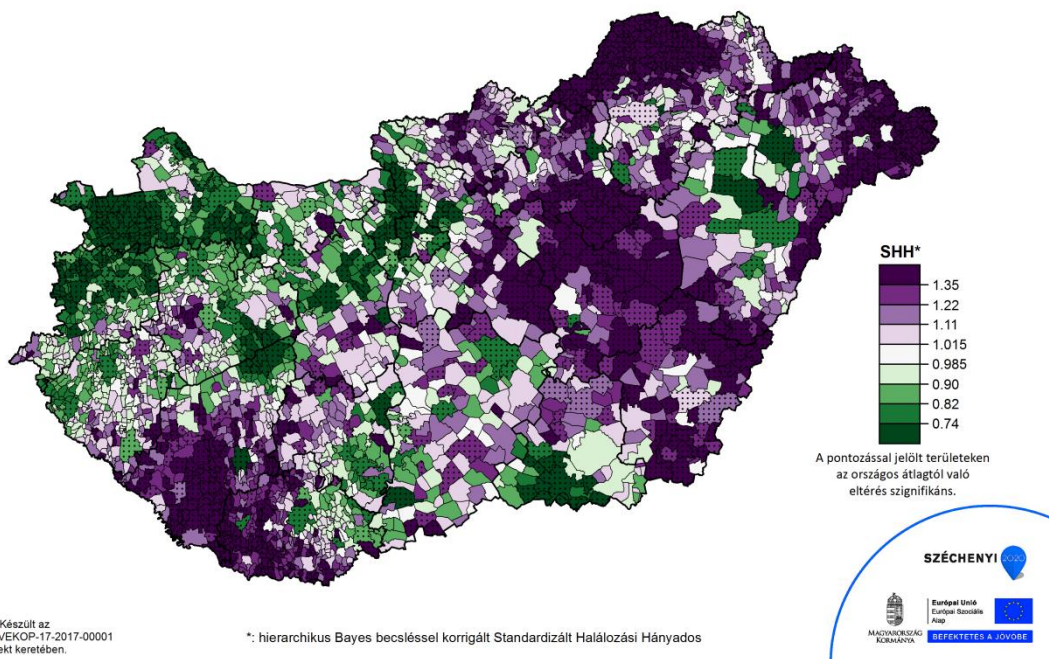 SHH*
1.35
1.22
1.11
1.015
0.985
0.90
0.82
0.74
A pontozással jelölt területeken
az országos átlagtól való
eltérés szignifikáns.
Készült az
VEKOP-17-2017-00001
ekt keretében.
*: hierarchikus Bayes becsléssel korrigált Standardizált Halálozási Hányados
SZÉCHENYI 2020
MAGYARORSZÁG
KORMÁNYA
Európai Unió
Európai Szociális
Alap
BEFEKTETÉS A JÖVŐBE